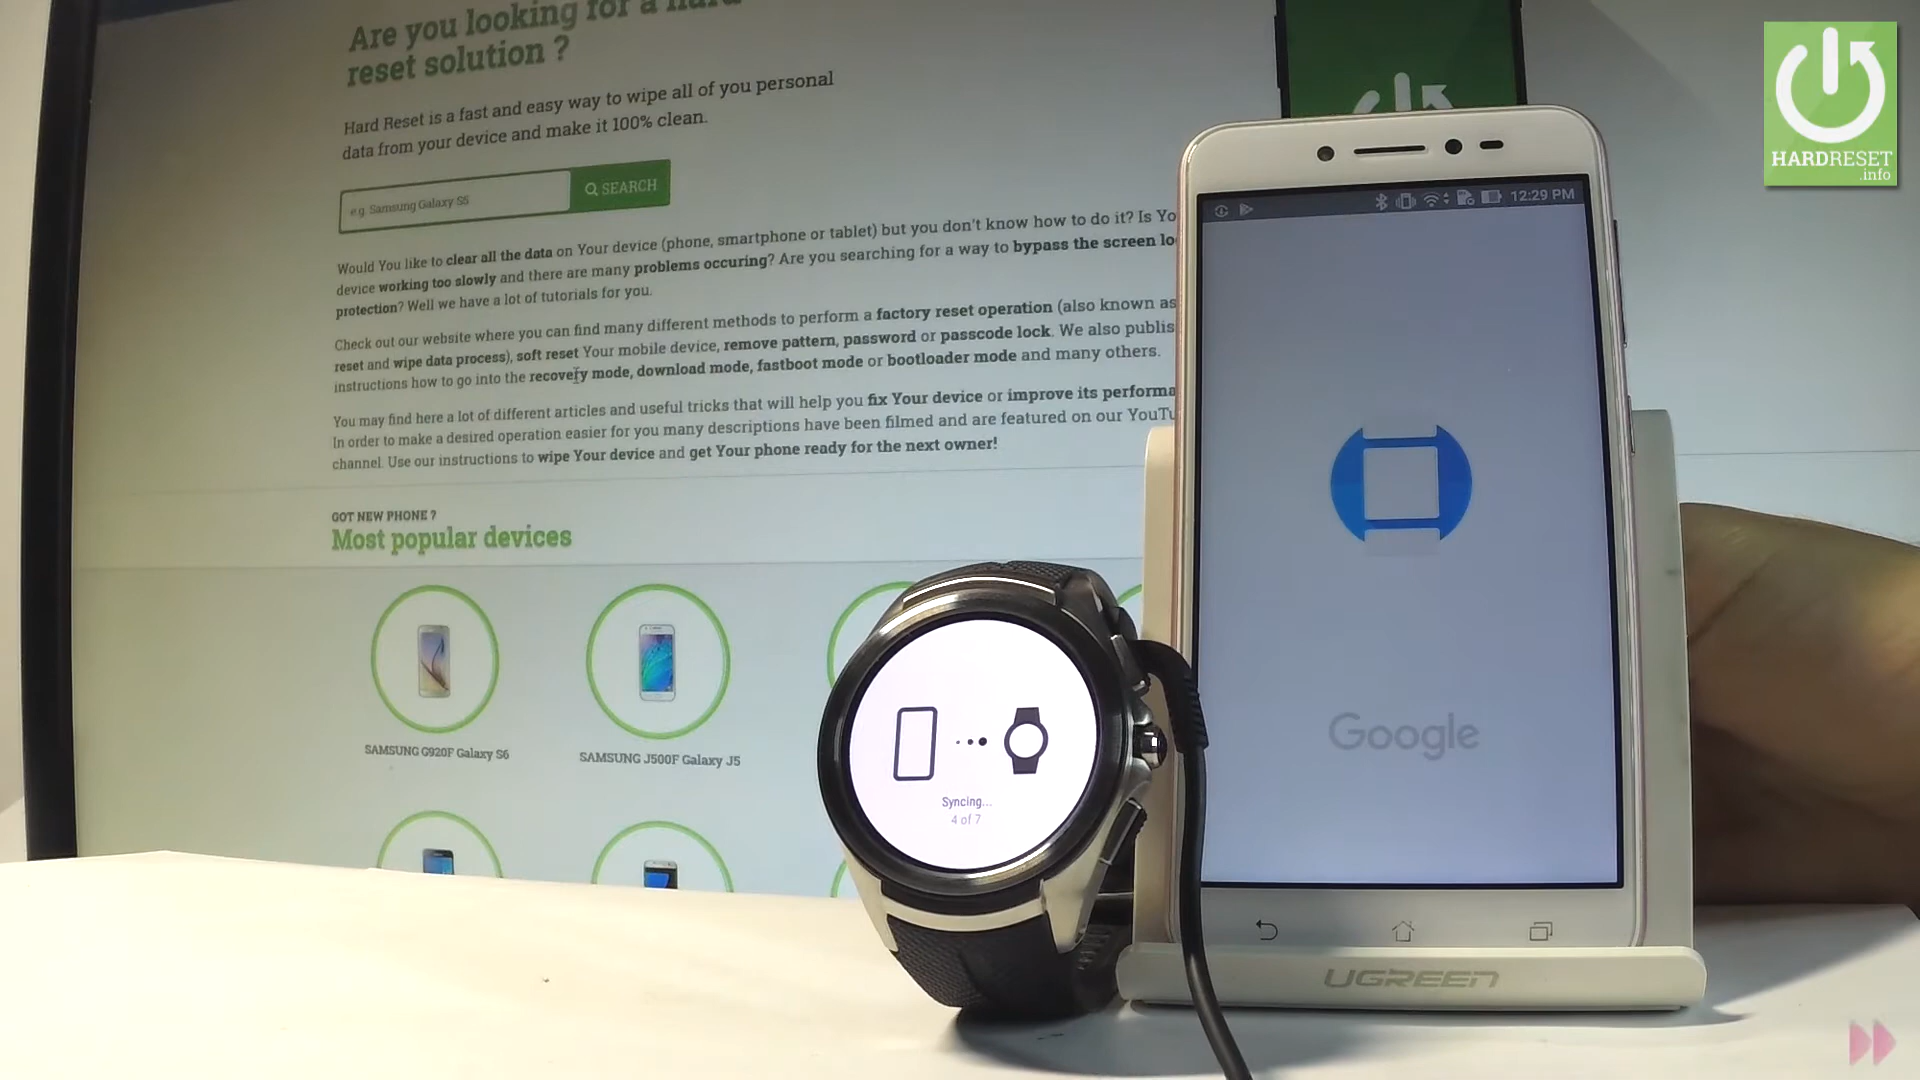 Are you looking for a hard
reset solution ?
Hard Reset is a fast and easy way to wipe all of you personal
data from your device and make it 100% clean.
e.g. Samsung Galaxy S5
SEARCH
Would You like to clear all the data on Your device (phone, smartphone or tablet) but you don't know how to do it? Is Yo
device working too slowly and there are many problems occuring? Are you searching for a way to bypass the screen lo
protection? Well we have a lot of tutorials for you.
Check out our website where you can find many different methods to perform a factory reset operation (also known as
reset and wipe data process), soft reset Your mobile device, remove pattern, password or passcode lock. We also publis
instructions how to go into the recovery mode, download mode, fastboot mode or bootloader mode and many others.
You may find here a lot of different articles and useful tricks that will help you fix Your device or improve its performa
In order to make a desired operation easier for you many descriptions have been filmed and are featured on our YouTu
channel. Use our instructions to wipe Your device and get Your phone ready for the next owner!
GOT NEW PHONE ?
Most popular devices
SAMSUNG G920F Galaxy S6
SAMSUNG J500F Galaxy J5
Syncing...
4 of 7
12:29 PM
Google
UGREEN
HARDRESET
.info